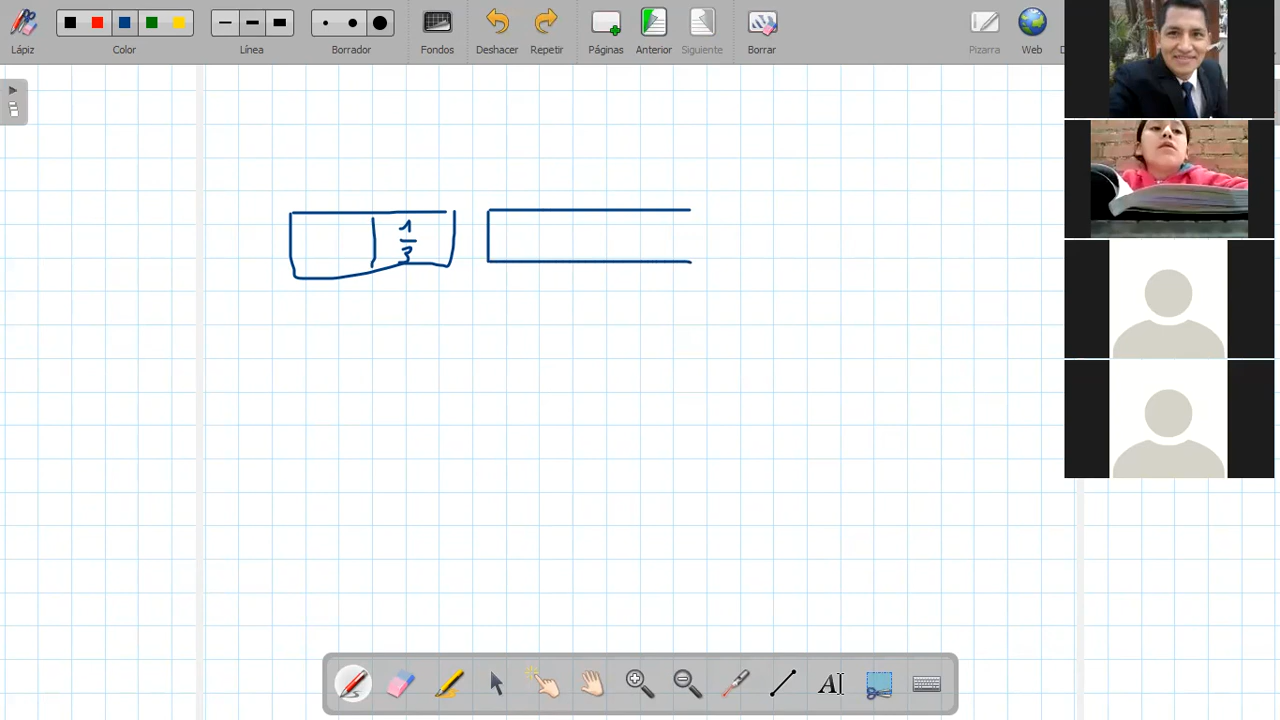 Lápiz
Color
Línea
Borrador
Fondos
Deshacer
Repetir
Páginas
Anterior
Siguiente
Borrar
Pizarra
Web
1
3
A